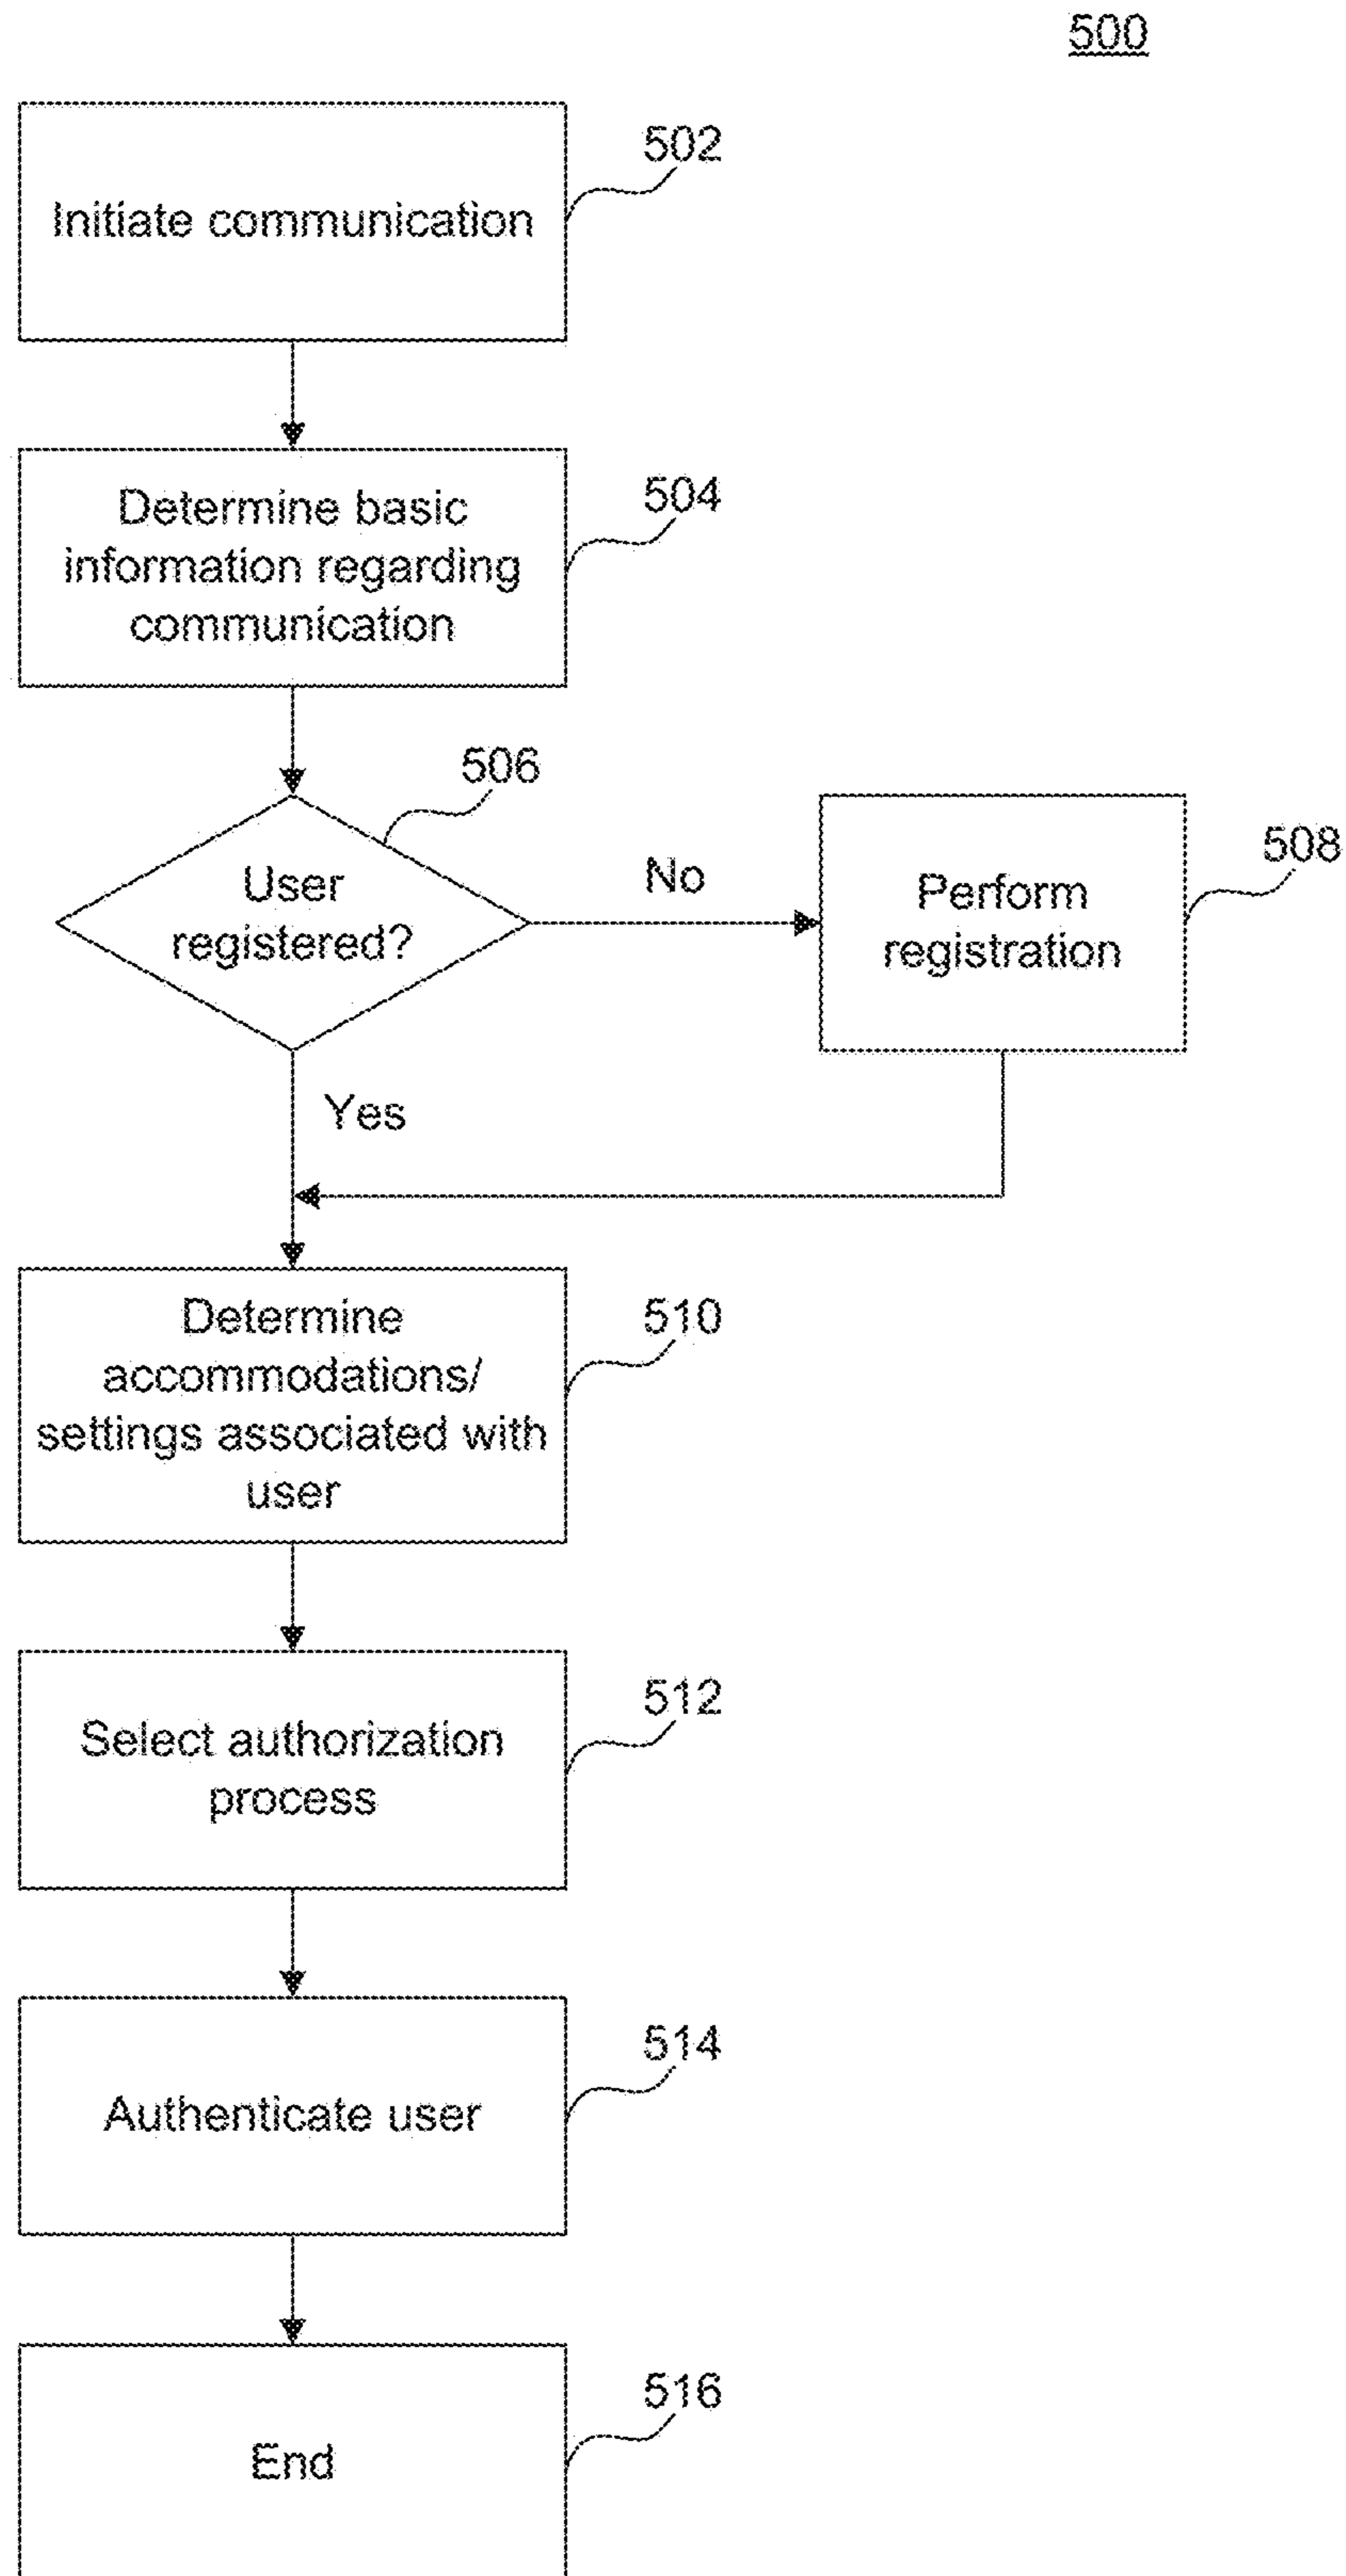 500
502
Initiate communication
504
Determine basic
information regarding
communication
506
User
registered?
No
508
Perform
registration
Yes
510
Determine
accommodations/
settings associated with
user
512
Select authorization
process
514
Authenticate user
516
End